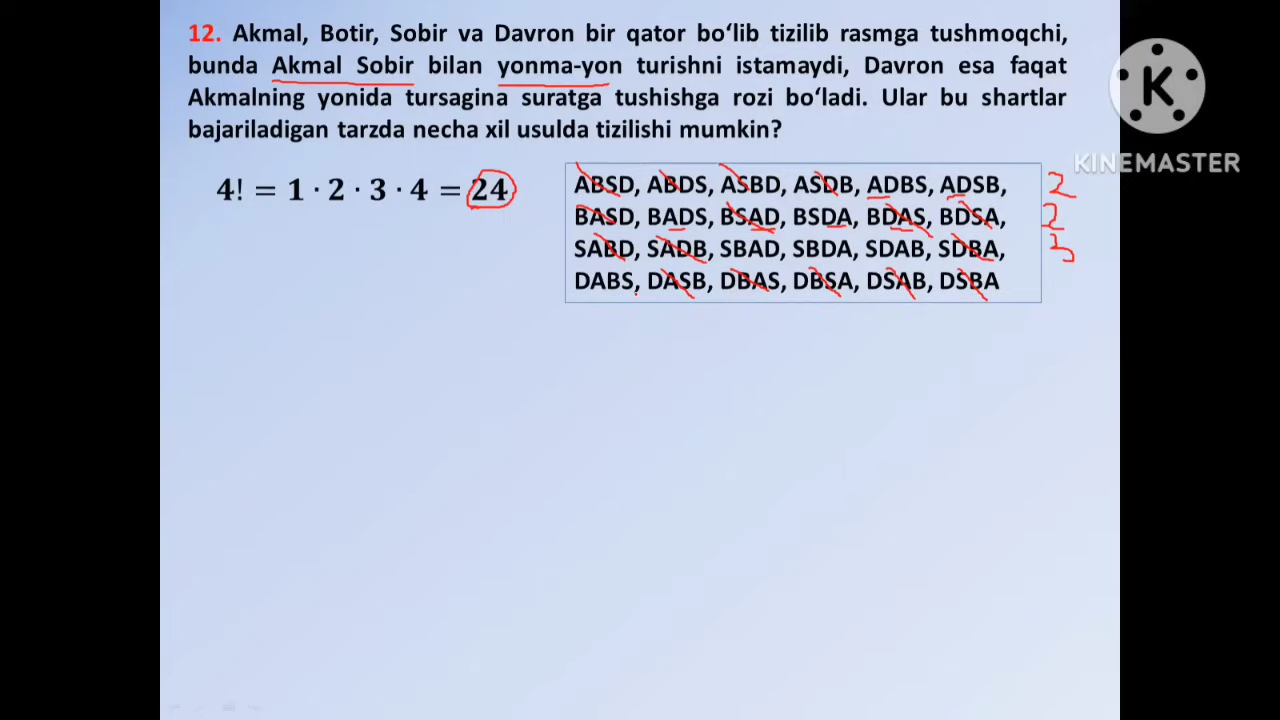 12. Akmal, Botir, Sobir va Davron bir qator bo‘lib tizilib rasmga tushmoqchi,
bunda Akmal Sobir bilan yonma-yon turishni istamaydi, Davron esa faqat
Akmalning yonida tursagina suratga tushishga rozi bo‘ladi. Ular bu shartlar
bajariladigan tarzda necha xil usulda tizilishi mumkin?
K
KINEMASTER
4! = 1 · 2 · 3 · 4 = 24
ABSD, ABDS, ASBD, ASDB, ADBS, ADSB, 2
BASD, BADS, BSAD, BSDA, BDAS, BDSA, 2
SABD, SADB, SBAD, SBDA, SDAB, SDBA,
DABS, DASB, DBAS, DBSA, DSAB, DSBA